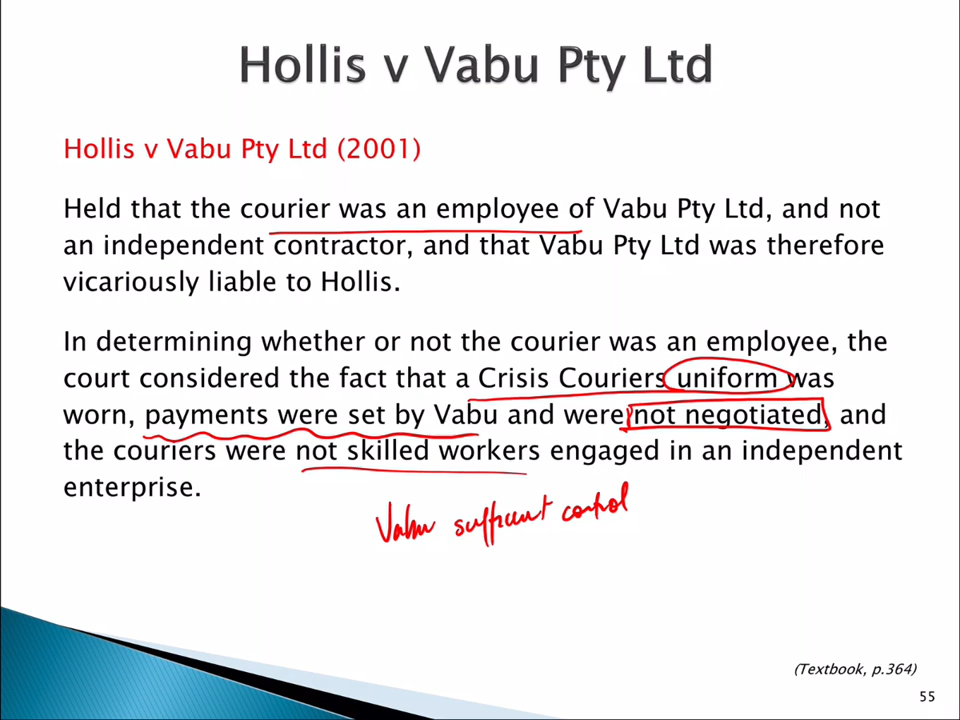 Hollis v Vabu Pty Ltd
Hollis v Vabu Pty Ltd (2001)
Held that the courier was an employee of Vabu Pty Ltd, and not
an independent contractor, and that Vabu Pty Ltd was therefore
vicariously liable to Hollis.
In determining whether or not the courier was an employee, the
court considered the fact that a Crisis Couriers uniform was
worn, payments were set by Vabu and were not negotiated, and
the couriers were not skilled workers engaged in an independent
enterprise.
Vabu sufficient control
(Textbook, p.364)
55